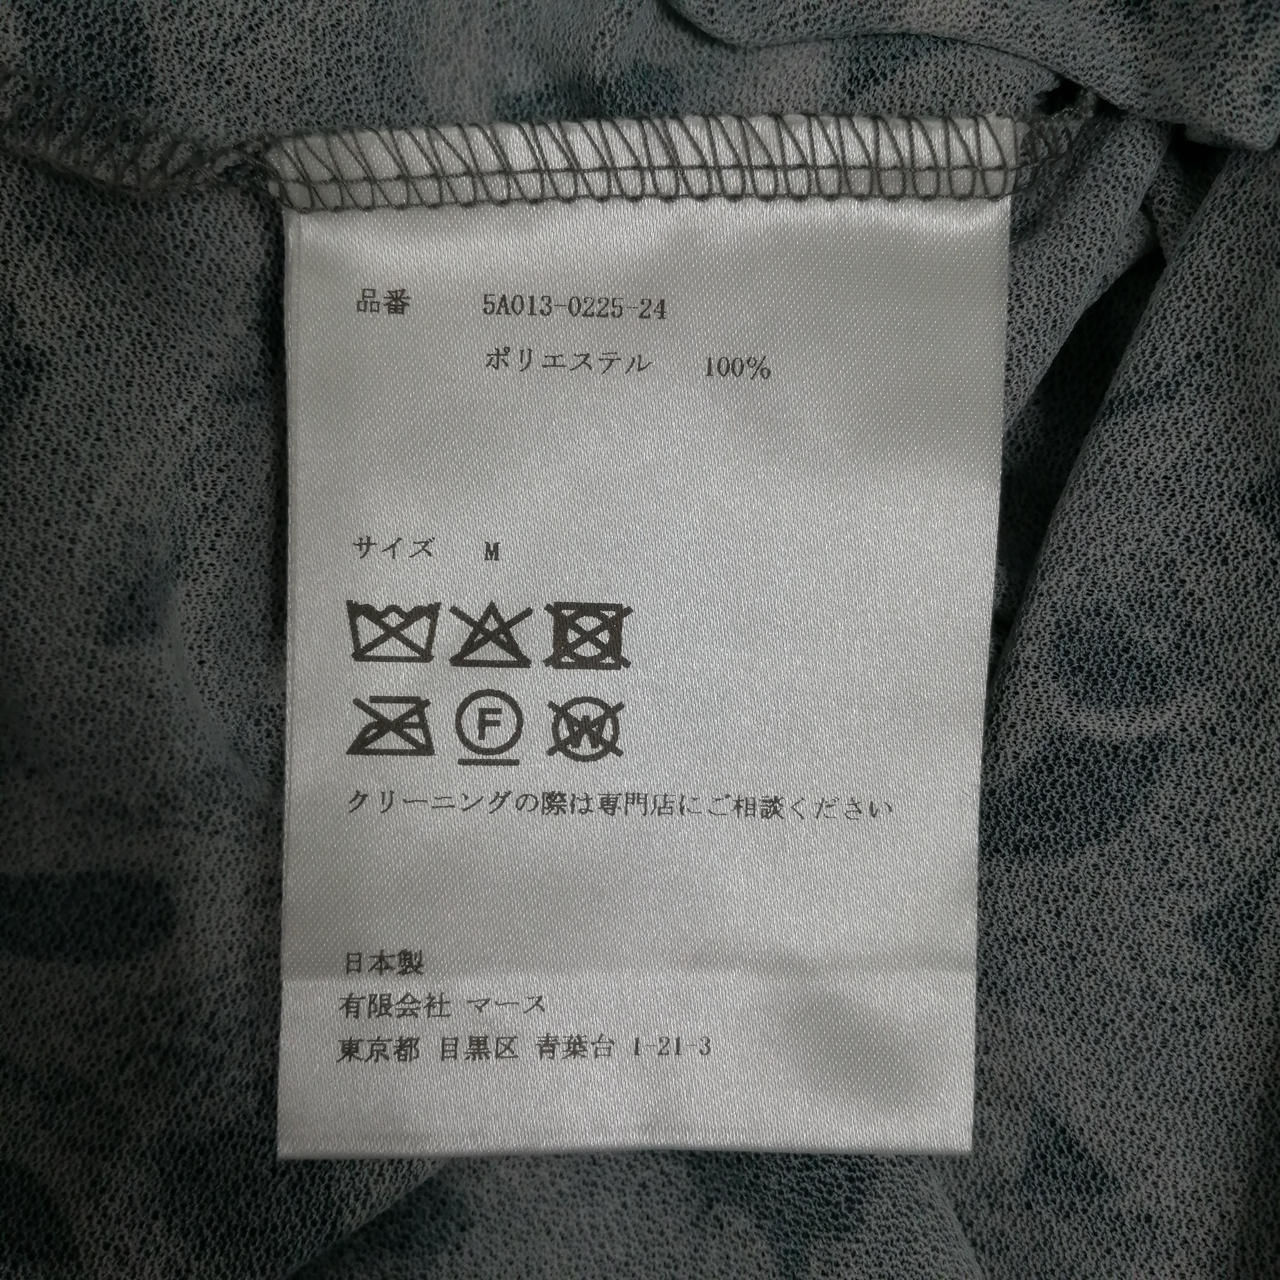 品番 5A013-0225-24
ポリエステル 100%
サイズ M
F W
クリーニングの際は専門店にご相談ください
日本製
有限会社 マース
東京都 目黒区 青葉台 1-21-3